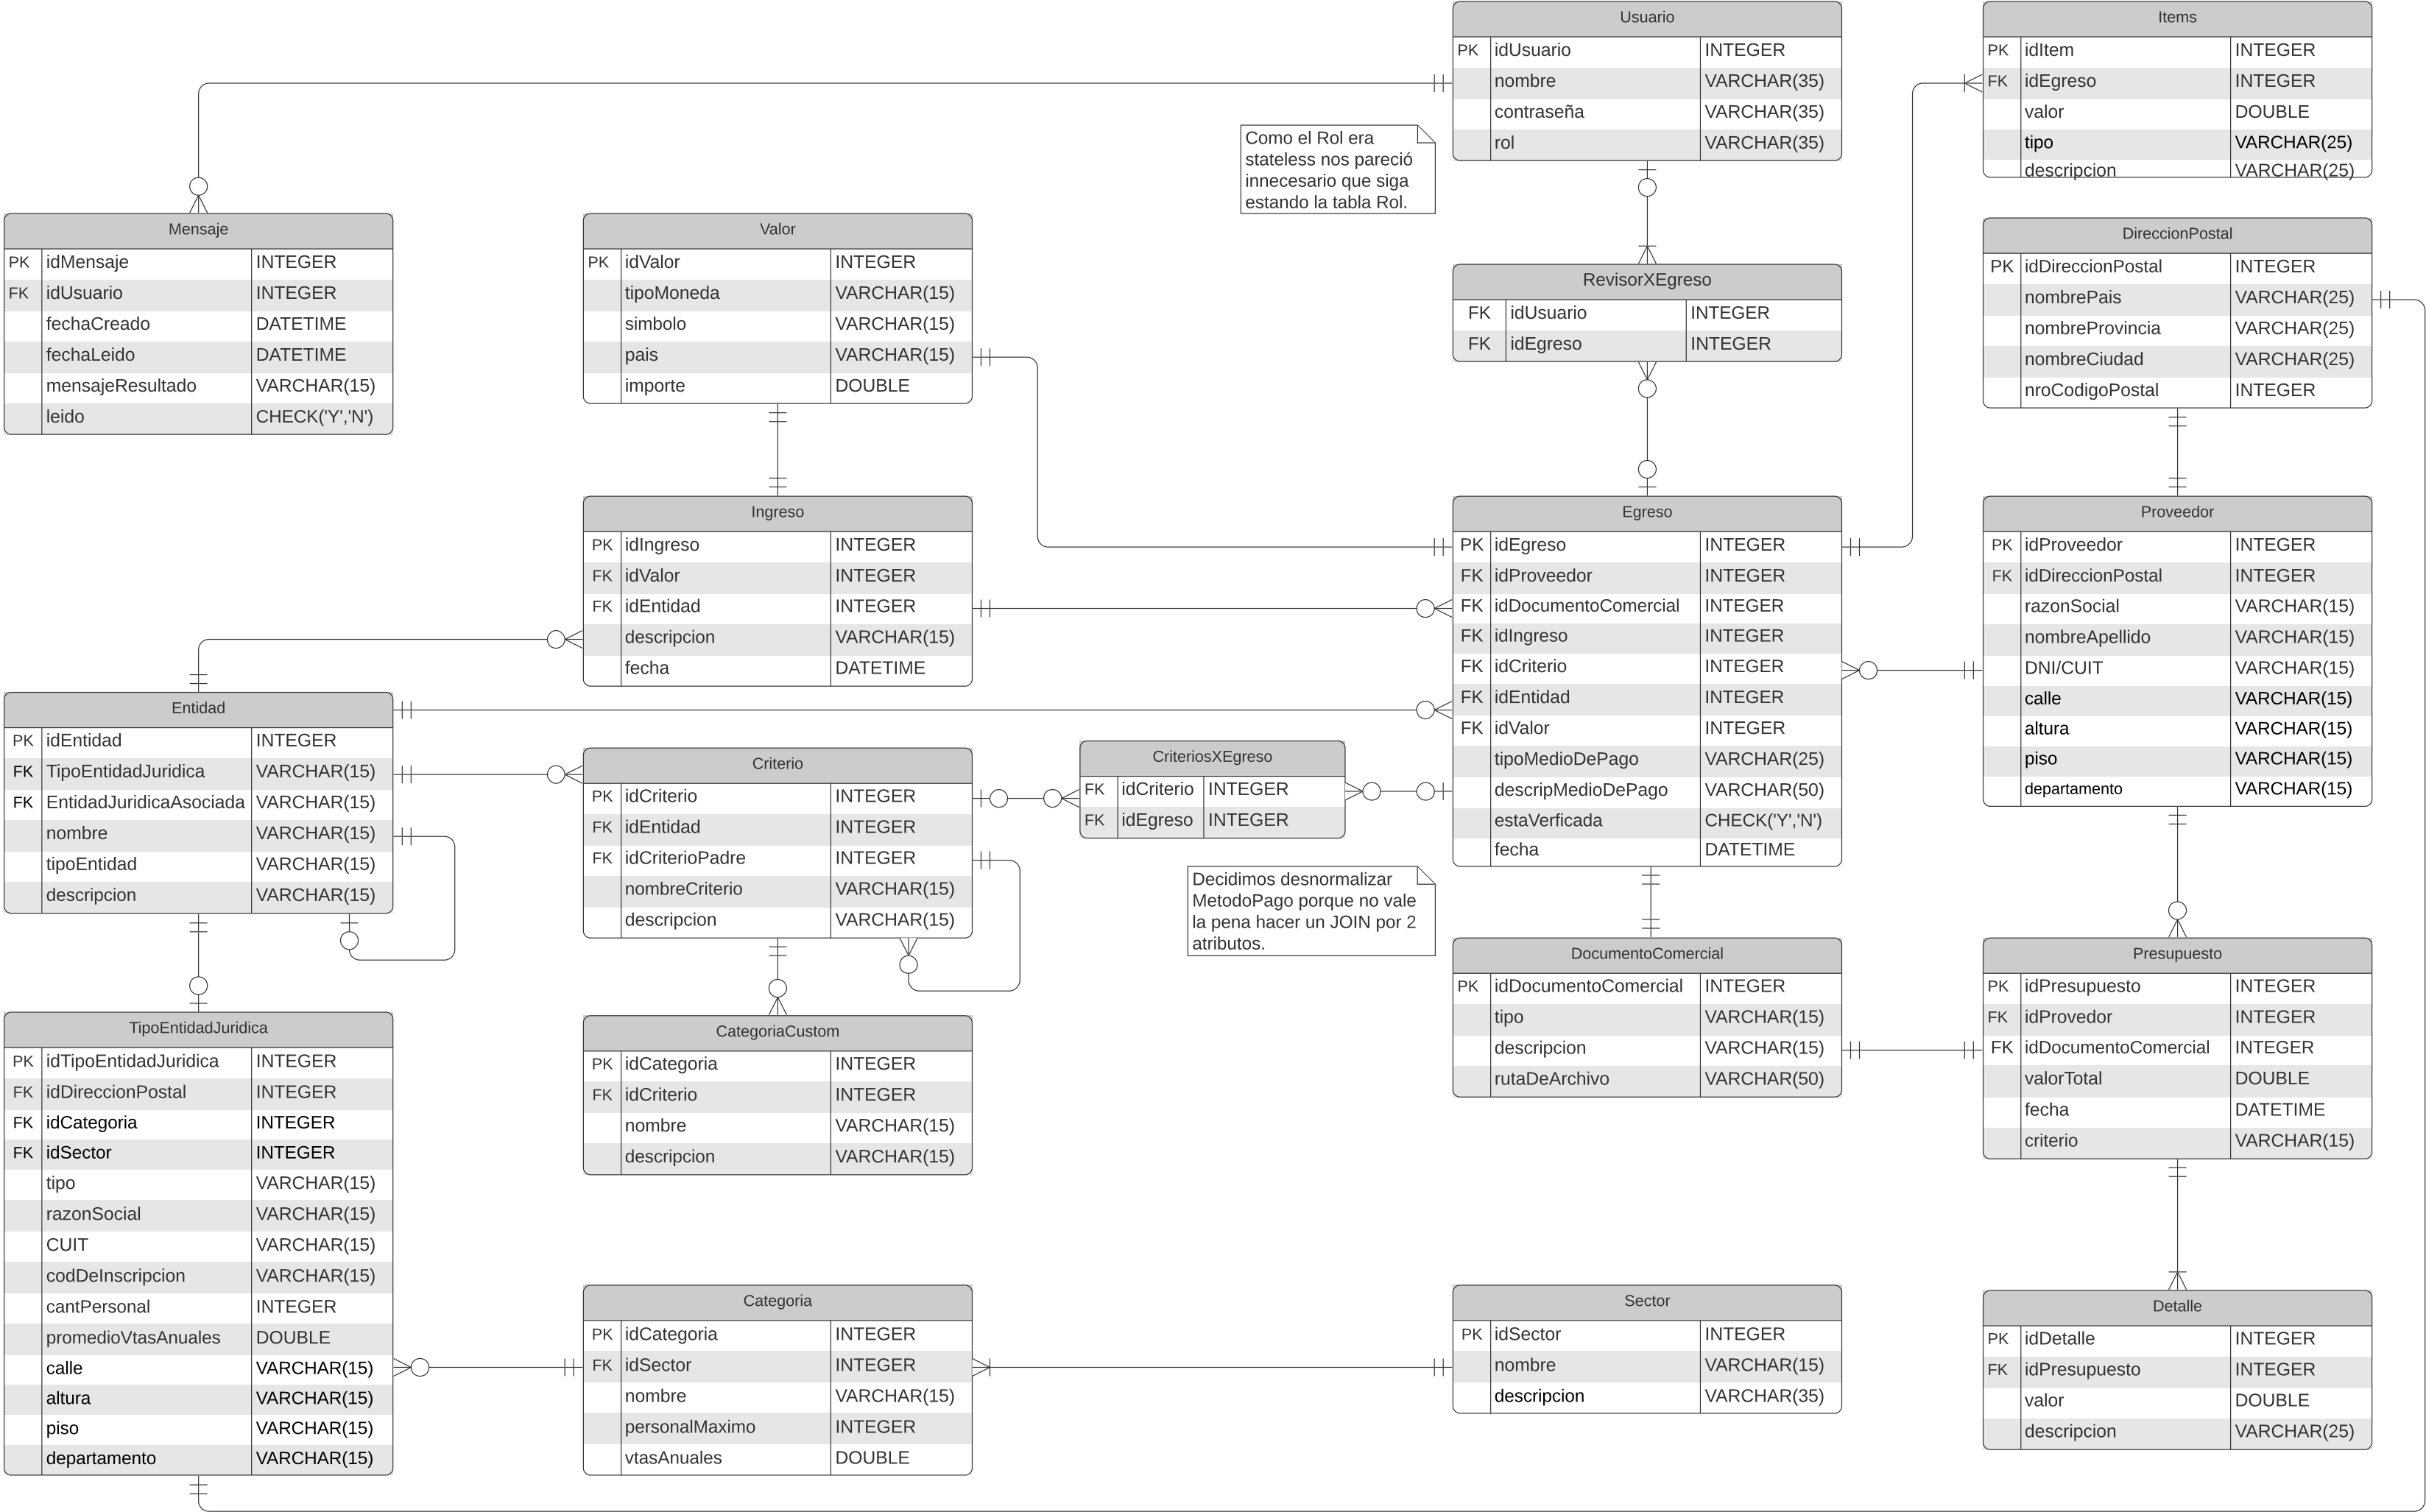 Usuario
PK idUsuario INTEGER
nombre VARCHAR(35)
contraseña VARCHAR(35)
rol VARCHAR(35)
Items
PK idItem INTEGER
FK idEgreso INTEGER
valor DOUBLE
tipo VARCHAR(25)
descripcion VARCHAR(25)
Como el Rol era
stateless nos pareció
innecesario que siga
estando la tabla Rol.
Mensaje
PK idMensaje INTEGER
FK idUsuario INTEGER
fechaCreado DATETIME
fechaLeido DATETIME
mensajeResultado VARCHAR(15)
leido CHECK('Y','N')
Valor
PK idValor INTEGER
tipoMoneda VARCHAR(15)
simbolo VARCHAR(15)
pais VARCHAR(15)
importe DOUBLE
RevisorXEgreso
FK idUsuario INTEGER
FK idEgreso INTEGER
DireccionPostal
PK idDireccionPostal INTEGER
nombrePais VARCHAR(25)
nombreProvincia VARCHAR(25)
nombreCiudad VARCHAR(25)
nroCodigoPostal INTEGER
Ingreso
PK idIngreso INTEGER
FK idValor INTEGER
FK idEntidad INTEGER
descripcion VARCHAR(15)
fecha DATETIME
Egreso
PK idEgreso INTEGER
FK idProveedor INTEGER
FK idDocumentoComercial INTEGER
FK idIngreso INTEGER
FK idCriterio INTEGER
FK idEntidad INTEGER
FK idValor INTEGER
tipoMedioDePago VARCHAR(25)
descripMedioDePago VARCHAR(50)
estaVerficada CHECK('Y','N')
fecha DATETIME
Proveedor
PK idProveedor INTEGER
FK idDireccionPostal INTEGER
razonSocial VARCHAR(15)
nombreApellido VARCHAR(15)
DNI/CUIT VARCHAR(15)
calle VARCHAR(15)
altura VARCHAR(15)
piso VARCHAR(15)
departamento VARCHAR(15)
Entidad
PK idEntidad INTEGER
FK TipoEntidadJuridica VARCHAR(15)
FK EntidadJuridicaAsociada VARCHAR(15)
nombre VARCHAR(15)
tipoEntidad VARCHAR(15)
descripcion VARCHAR(15)
Criterio
PK idCriterio INTEGER
FK idEntidad INTEGER
FK idCriterioPadre INTEGER
nombreCriterio VARCHAR(15)
descripcion VARCHAR(15)
CriteriosXEgreso
FK idCriterio INTEGER
FK idEgreso INTEGER
Decidimos desnormalizar
MetodoPago porque no vale
la pena hacer un JOIN por 2
atributos.
DocumentoComercial
PK idDocumentoComercial INTEGER
tipo VARCHAR(15)
descripcion VARCHAR(15)
rutaDeArchivo VARCHAR(50)
Presupuesto
PK idPresupuesto INTEGER
FK idProvedor INTEGER
FK idDocumentoComercial INTEGER
valorTotal DOUBLE
fecha DATETIME
criterio VARCHAR(15)
TipoEntidadJuridica
PK idTipoEntidadJuridica INTEGER
FK idDireccionPostal INTEGER
FK idCategoria INTEGER
FK idSector INTEGER
tipo VARCHAR(15)
razonSocial VARCHAR(15)
CUIT VARCHAR(15)
codDeInscripcion VARCHAR(15)
cantPersonal INTEGER
promedioVtasAnuales DOUBLE
calle VARCHAR(15)
altura VARCHAR(15)
piso VARCHAR(15)
departamento VARCHAR(15)
CategoriaCustom
PK idCategoria INTEGER
FK idCriterio INTEGER
nombre VARCHAR(15)
descripcion VARCHAR(15)
Categoria
PK idCategoria INTEGER
FK idSector INTEGER
nombre VARCHAR(15)
personalMaximo INTEGER
vtasAnuales DOUBLE
Sector
PK idSector INTEGER
nombre VARCHAR(15)
descripcion VARCHAR(35)
Detalle
PK idDetalle INTEGER
FK idPresupuesto INTEGER
valor DOUBLE
descripcion VARCHAR(25)